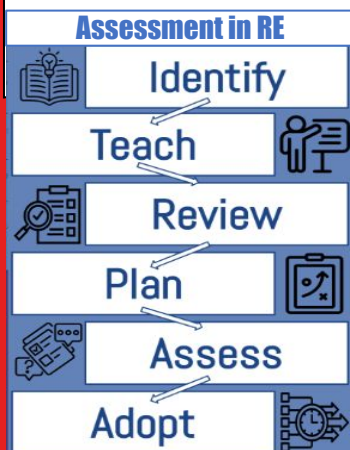 Assessment in RE
Identify
Teach
Review
Plan
Assess
Adopt